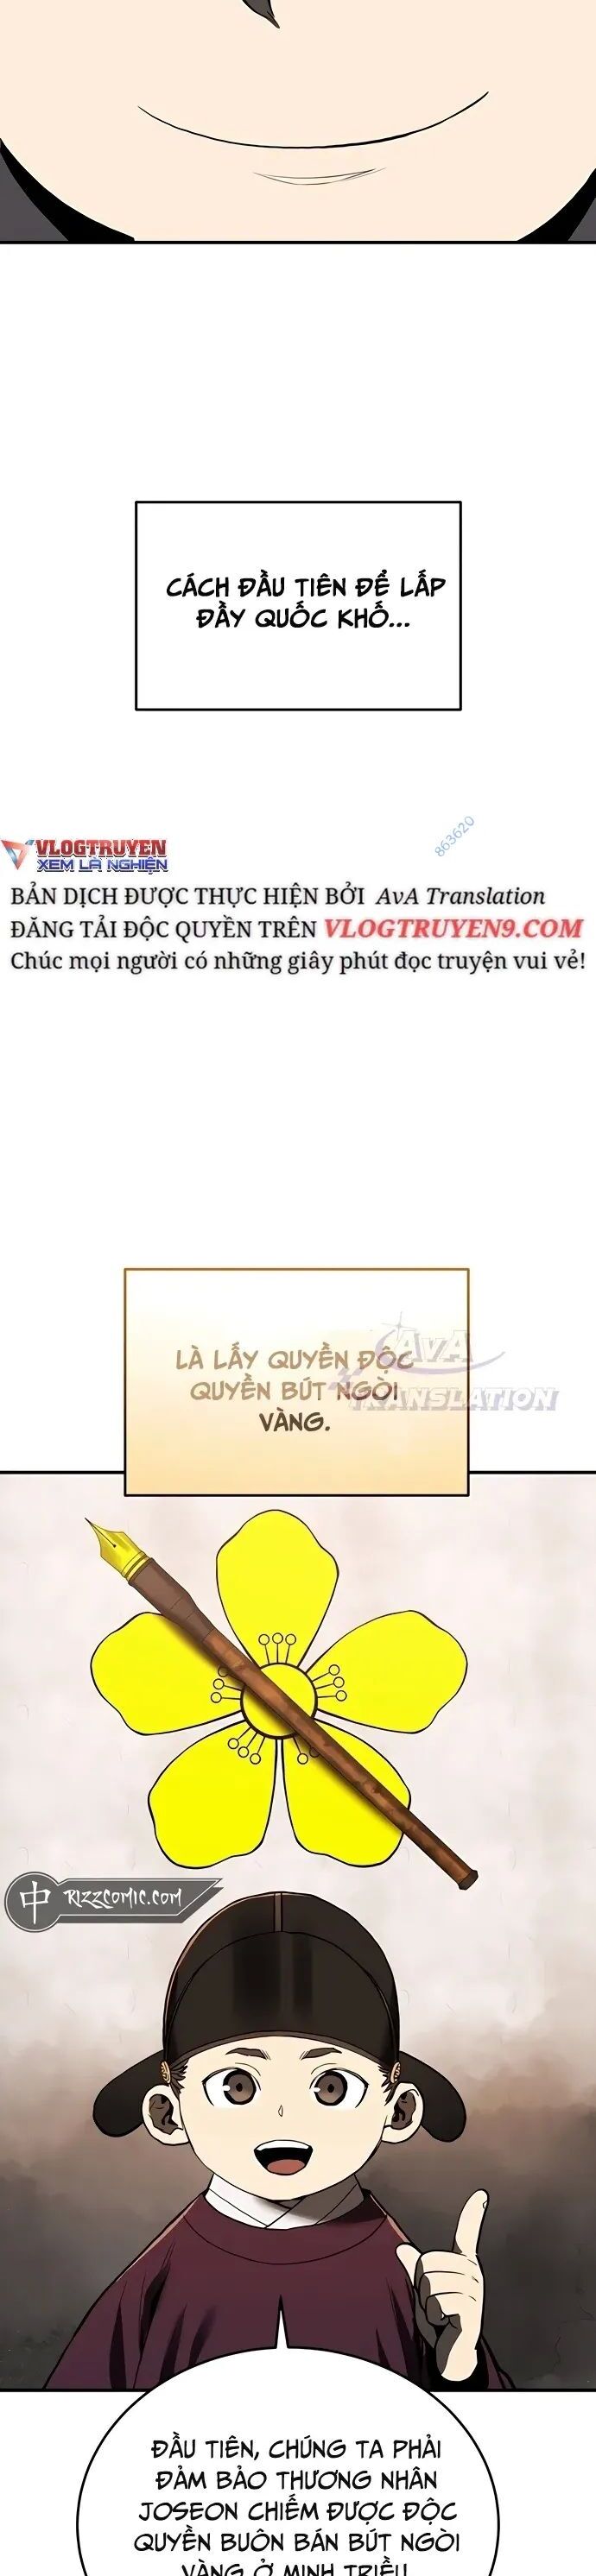 CÁCH ĐẦU TIÊN ĐỂ LẤP
ĐẦY QUỐC KHỐ...
863620
VLOGTRUYEN
XEM LÀ NGHIỆN
BẢN DỊCH ĐƯỢC THỰC HIỆN BỞI AvA Translation
ĐĂNG TẢI ĐỘC QUYỀN TRÊN VLOGTRUYEN9.COM
Chúc mọi người có những giây phút đọc truyện vui vẻ!
LÀ LẤY QUYỀN ĐỘC
QUYỀN BÚT NGÒI
VÀNG.
AvA
TRANSLATION
中 RIZZCOMIC.COM
ĐẦU TIÊN, CHÚNG TA PHẢI
ĐẢM BẢO THƯƠNG NHÂN
JOSEON CHIẾM ĐƯỢC ĐỘC
QUYỀN BUÔN BÁN BÚT NGÒI
VÀNG Ở MINH TRIỀU